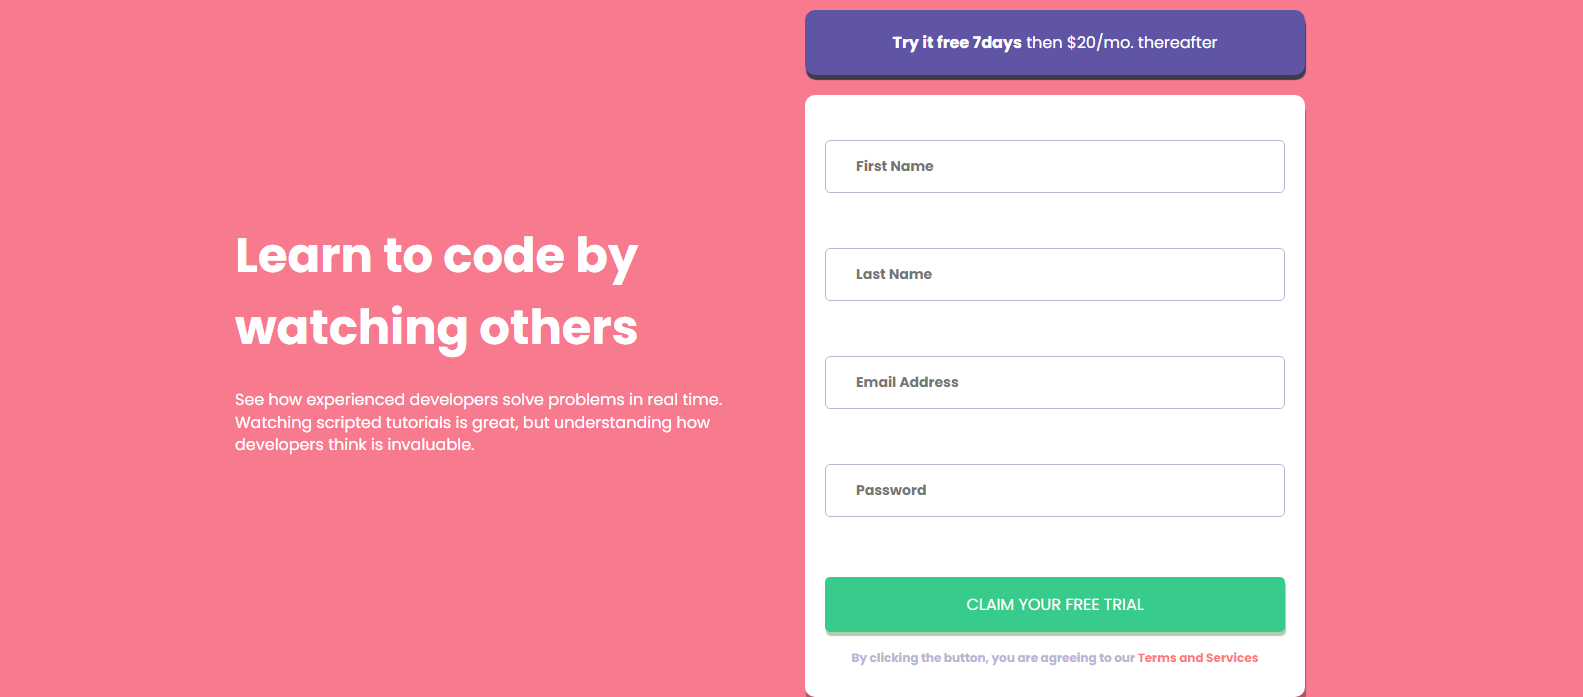 Learn to code by
watching others
See how experienced developers solve problems in real time.
Watching scripted tutorials is great, but understanding how
developers think is invaluable.
Try it free 7days then $20/mo. thereafter
First Name
Last Name
Email Address
Password
CLAIM YOUR FREE TRIAL
By clicking the button, you are agreeing to our Terms and Services